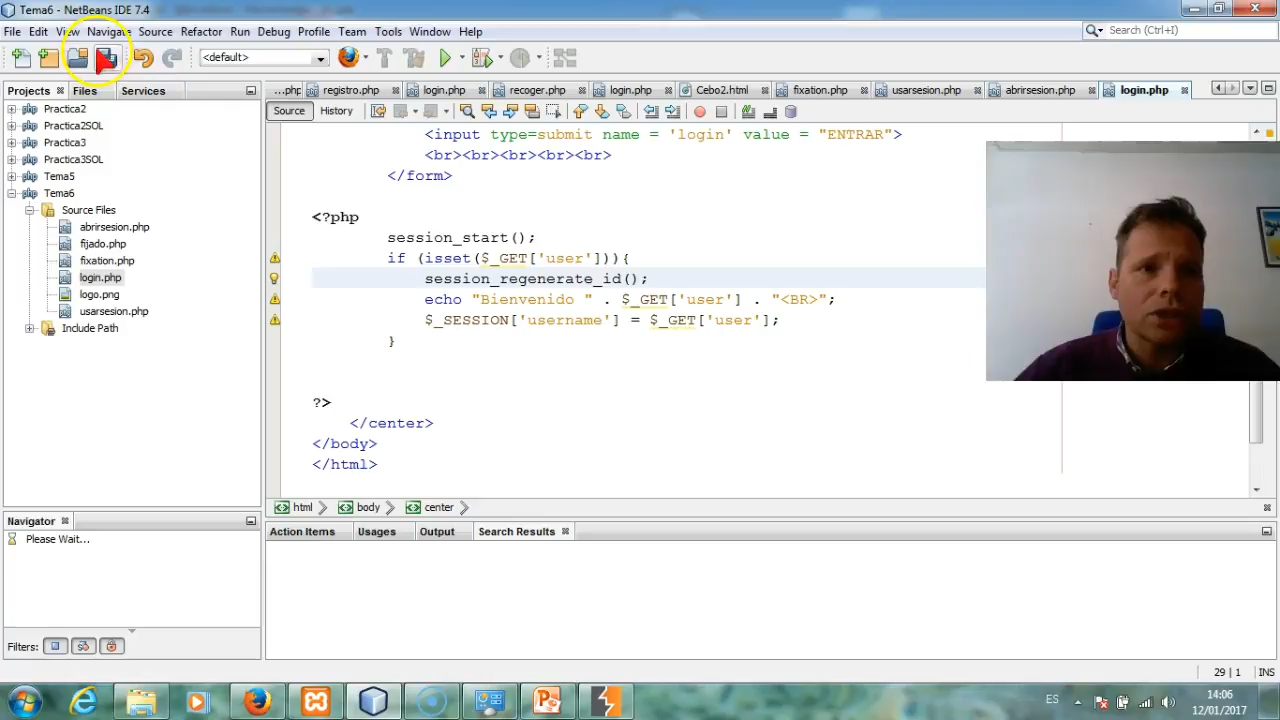 Tema6 - NetBeans IDE 7.4
File Edit View Navigate Source Refactor Run Debug Profile Team Tools Window Help
Search (Ctrl+I)
<default>
Projects Files Services
...php registro.php login.php recoger.php login.php Cebo2.html fixation.php usarsesion.php abrirsesion.php login.php
Source History
Practica2
Practica2SOL
Practica3
Practica3SOL
Tema5
Tema6
Source Files
abrirsesion.php
fijado.php
fixation.php
login.php
logo.png
usarsesion.php
Include Path
<input type=submit name = 'login' value = "ENTRAR">
<br><br><br><br><br>
</form>
<?php
session_start();
if (isset($_GET['user'])){
session_regenerate_id();
echo "Bienvenido " . $_GET['user'] . "<BR>";
$_SESSION['username'] = $_GET['user'];
}
?>
</center>
</body>
</html>
html body center
Navigator
Please Wait...
Filters:
Action Items Usages Output Search Results
29 | 1 INS
ES
14:06
12/01/2017